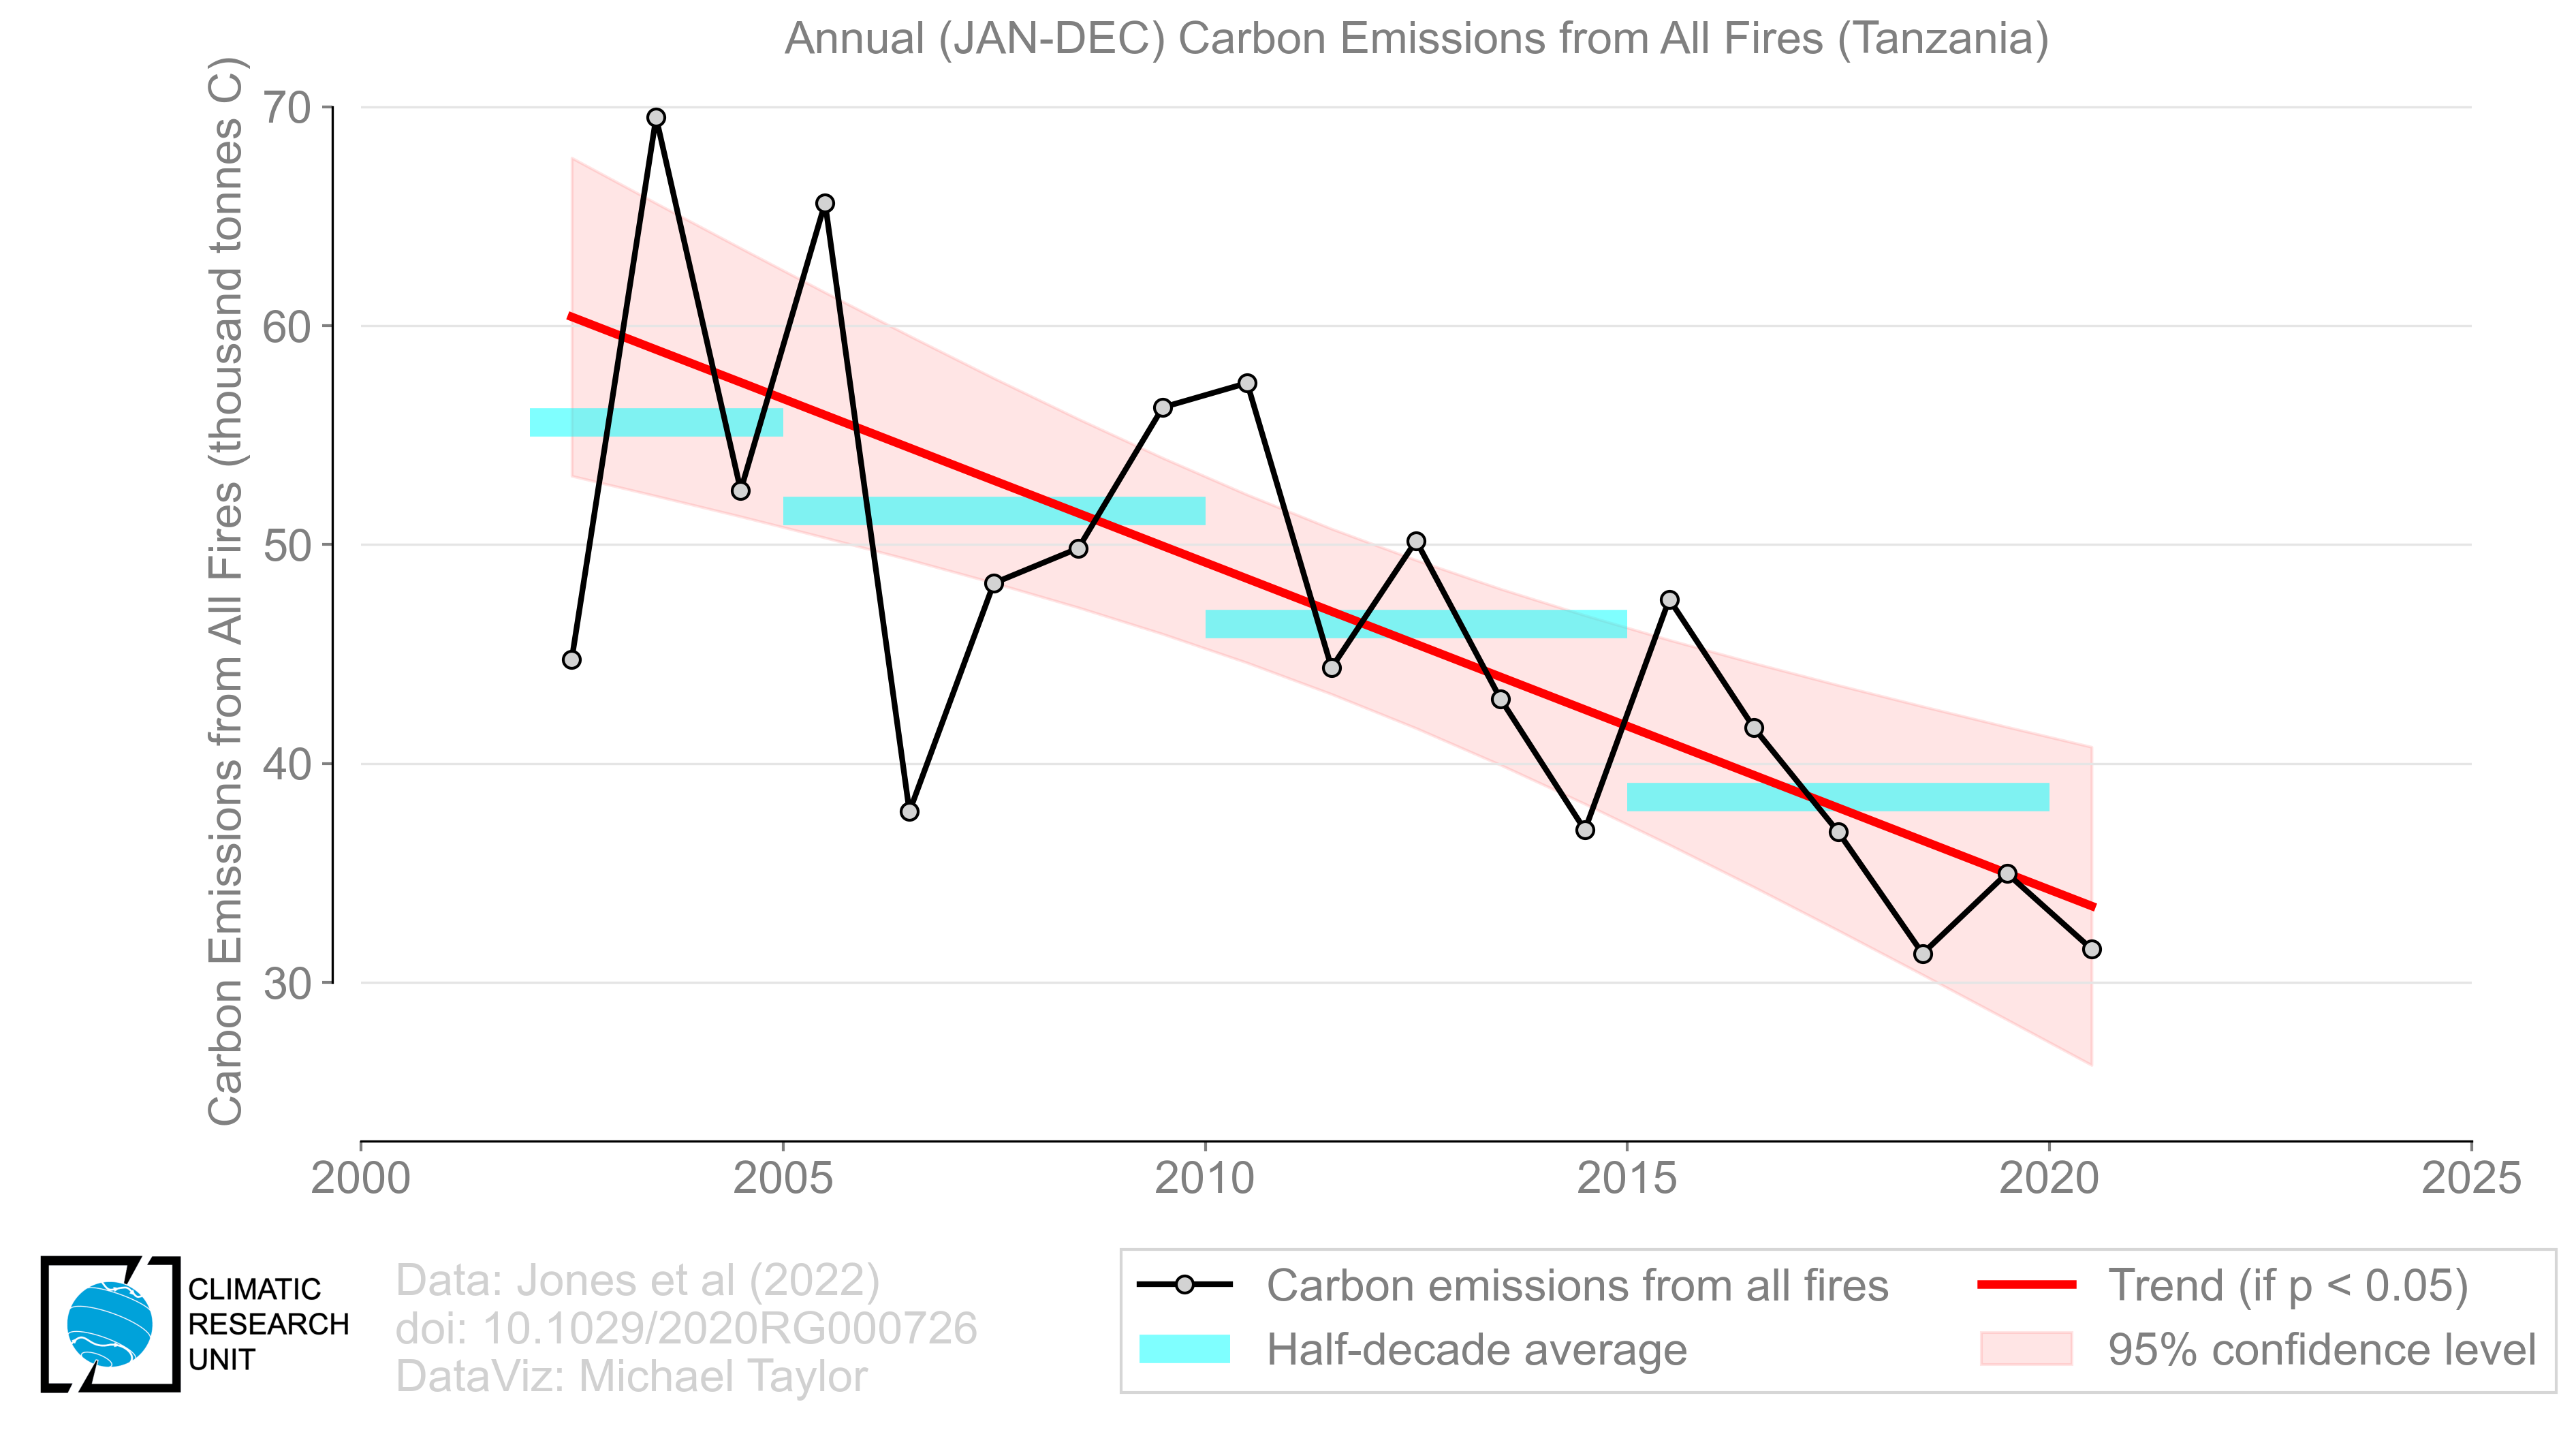 Annual (JAN-DEC) Carbon Emissions from All Fires (Tanzania)
Carbon Emissions from All Fires (thousand tonnes C)
70
60
50
40
30
2000
2005
2010
2015
2020
2025
CLIMATIC
RESEARCH
UNIT
Data: Jones et al (2022)
doi: 10.1029/2020RG000726
DataViz: Michael Taylor
Carbon emissions from all fires
Half-decade average
Trend (if p < 0.05)
95% confidence level